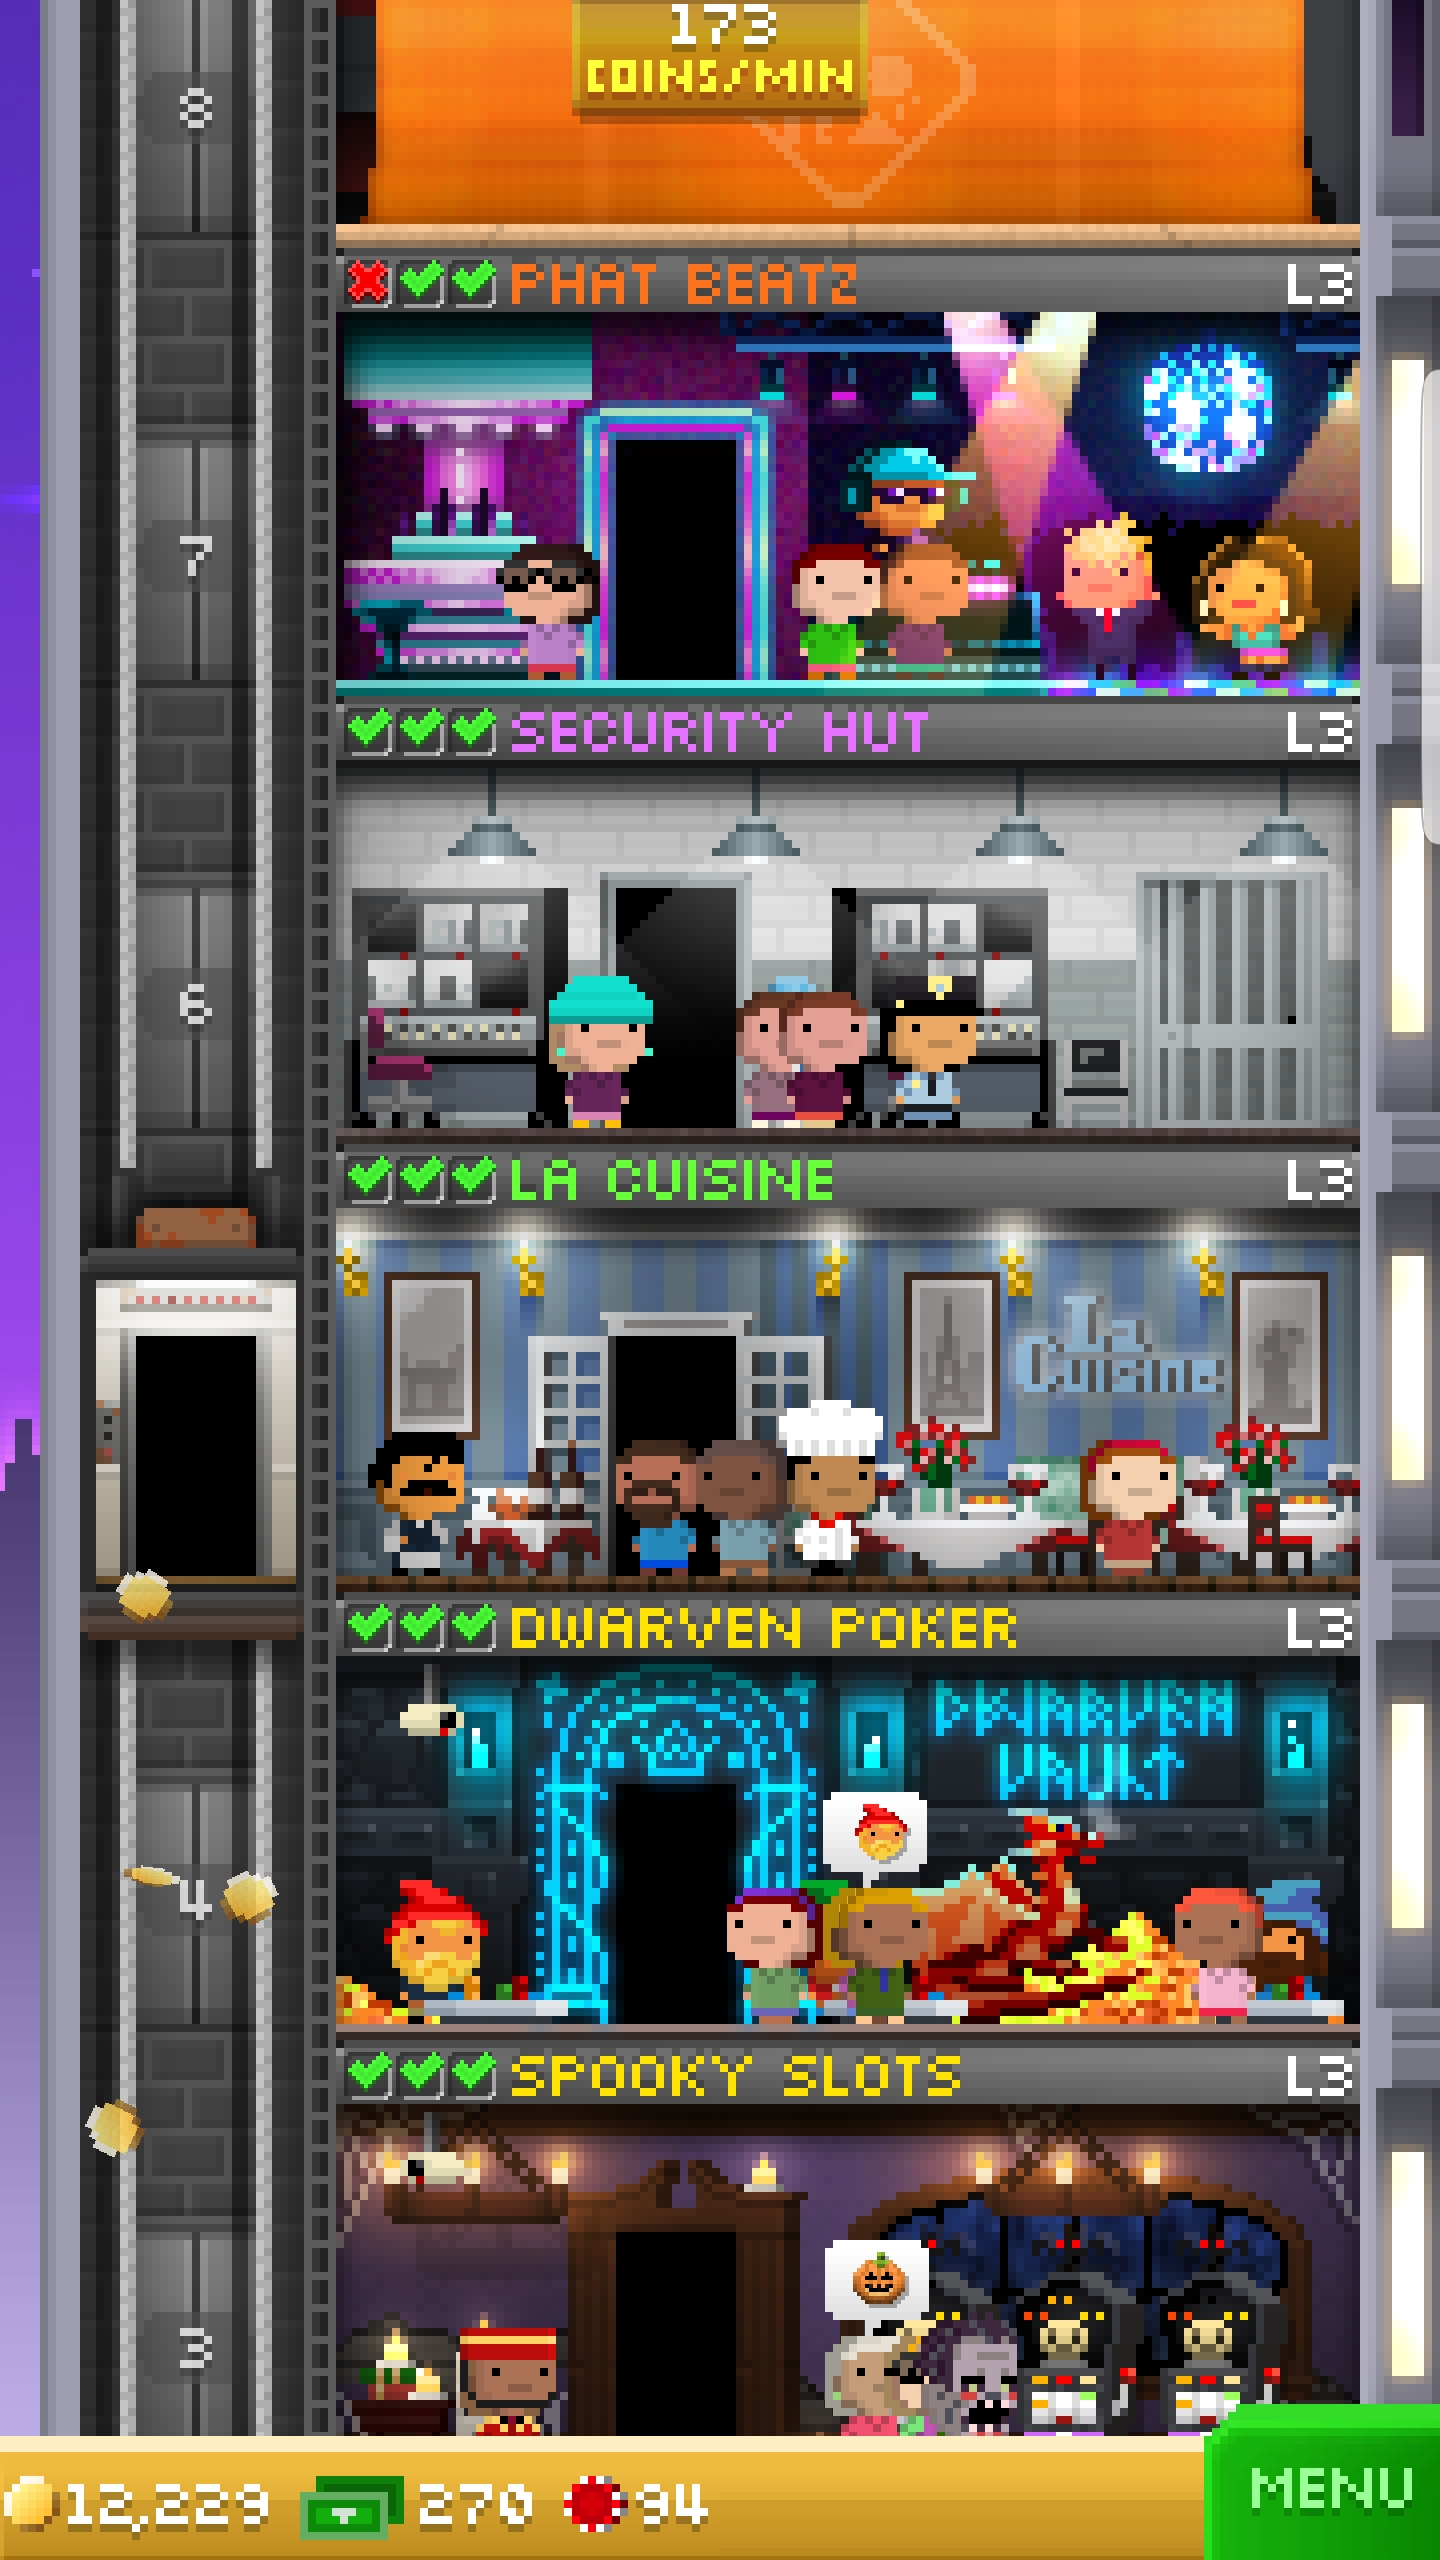 173
COINS/MIN
8
PHAT BEATZ L3
7
SECURITY HUT L3
6
LA CUISINE L3
La
Cuisine
DWARVEN POKER L3
DWARVEN
VAULT
4
SPOOKY SLOTS L3
3
12,229 270 94
MENU